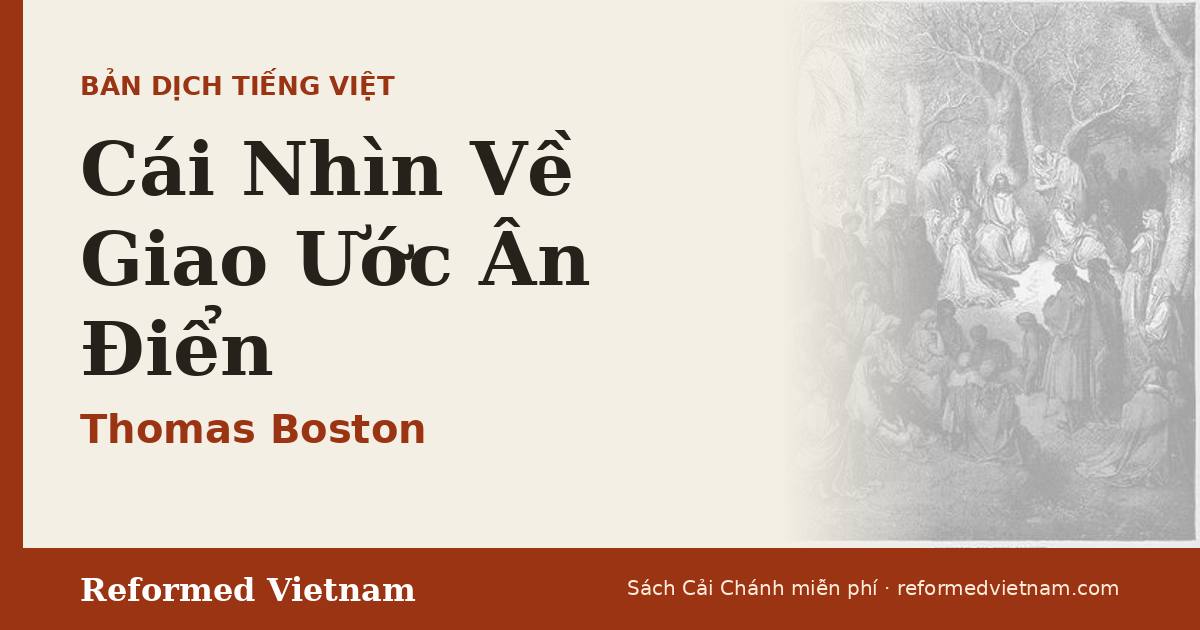 BẢN DỊCH TIẾNG VIỆT
Cái Nhìn Về
Giao Ước Ân
Điển
Thomas Boston
Reformed Vietnam
Sách Cải Chánh miễn phí · reformedvietnam.com